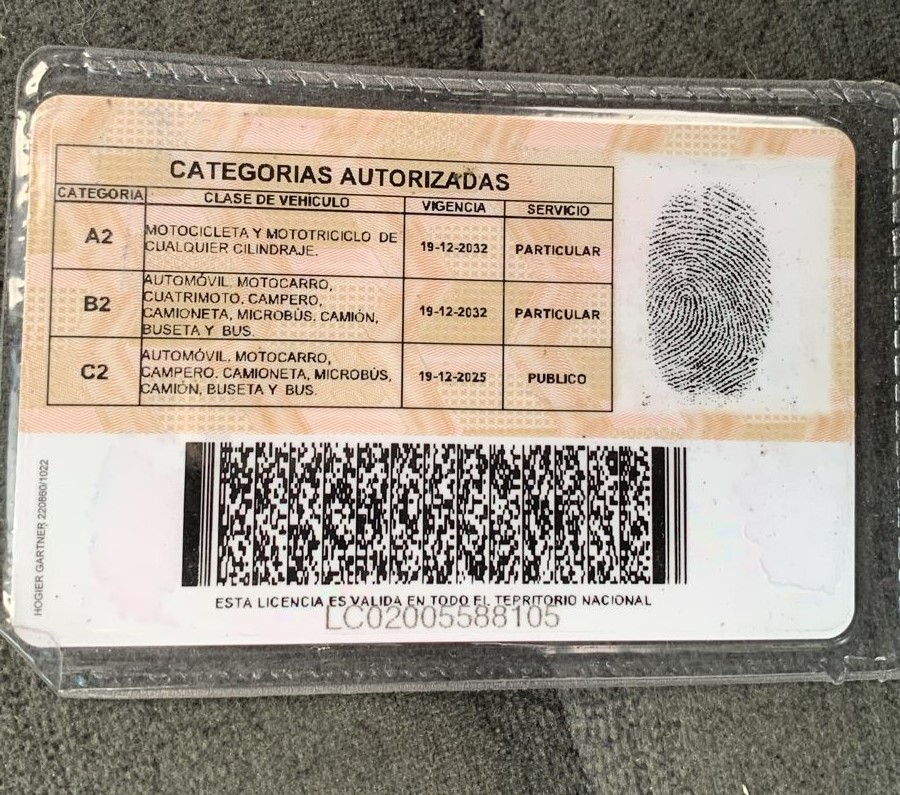 CATEGORIAS AUTORIZADAS
CATEGORIA CLASE DE VEHÍCULO VIGENCIA SERVICIO
A2
MOTOCICLETA Y MOTOTRICICLO DE
CUALQUIER CILINDRAJE.
19-12-2032
PARTICULAR
B2
AUTOMÓVIL, MOTOCARRO,
CUATRIMOTO, CAMPERO,
CAMIONETA, MICROBÚS, CAMIÓN,
BUSETA Y BUS.
19-12-2032
PARTICULAR
C2
AUTOMÓVIL, MOTOCARRO,
CAMPERO, CAMIONETA, MICROBÚS,
CAMIÓN, BUSETA Y BUS.
19-12-2025
PUBLICO
HOGIER GARTNER 220860/1022
ESTA LICENCIA ES VALIDA EN TODO EL TERRITORIO NACIONAL
LC02005588105